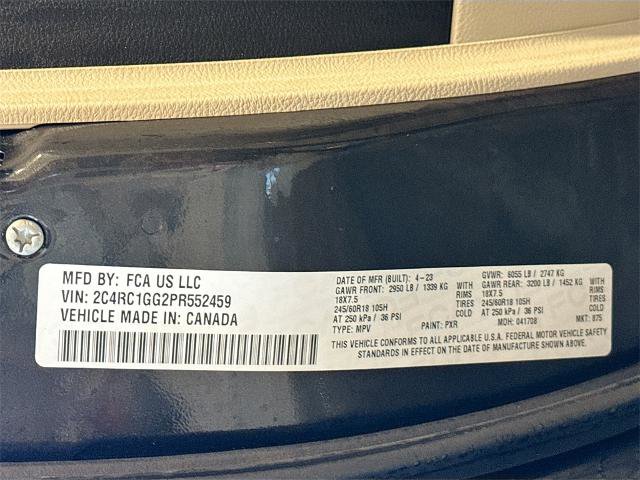 MFD BY: FCA US LLC
VIN: 2C4RC1GG2PR552459
VEHICLE MADE IN: CANADA
DATE OF MFR (BUILT): 4-23 GVWR: 6055 LB / 2747 KG
GAWR FRONT: 2950 LB / 1339 KG WITH GAWR REAR: 3200 LB / 1452 KG WITH
18X7.5 RIMS 18X7.5 RIMS
245/60R18 105H TIRES 245/60R18 105H TIRES
AT 250 kPa / 36 PSI COLD AT 250 kPa / 36 PSI COLD
TYPE: MPV PAINT: PXR MDH: 041708 MKT: 875
THIS VEHICLE CONFORMS TO ALL APPLICABLE U.S.A. FEDERAL MOTOR VEHICLE SAFETY
STANDARDS IN EFFECT ON THE DATE OF MANUFACTURE SHOWN ABOVE.